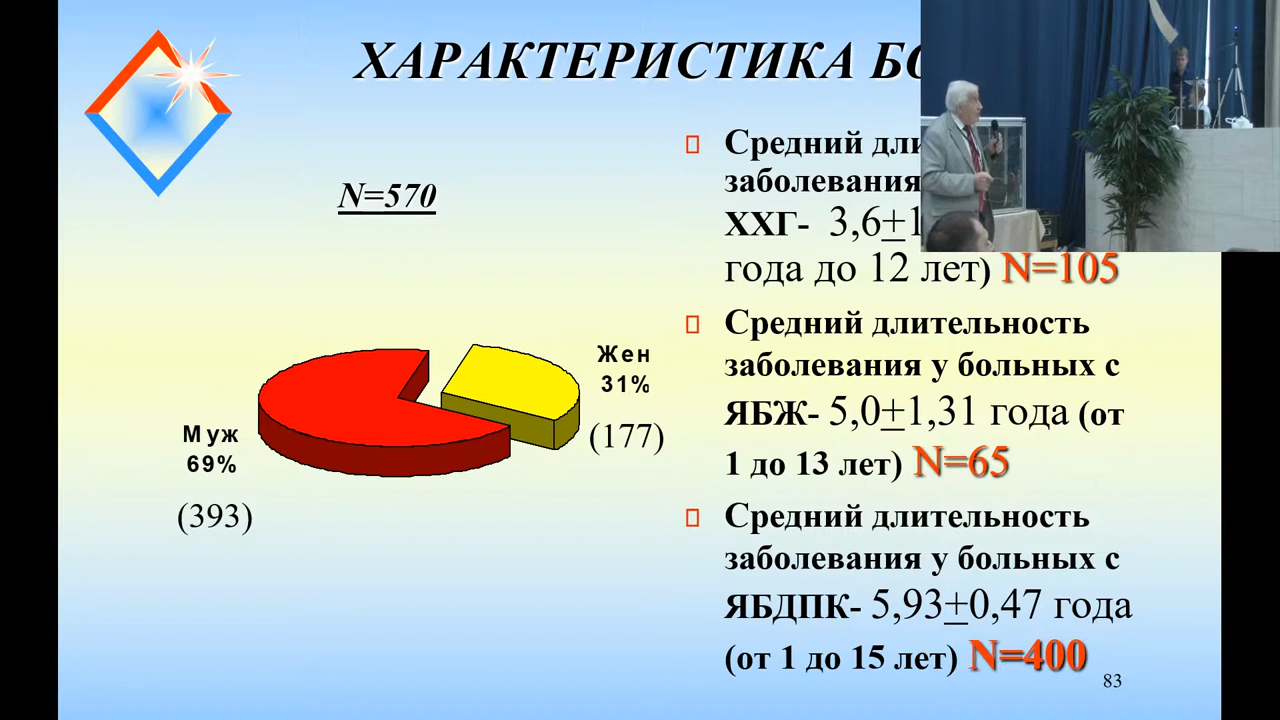 ХАРАКТЕРИСТИКА
N=570
Муж
69%
(393)
Жен
31%
(177)
Средний
заболевания
ХХГ- 3,6+1
года до 12 лет) N=105
Средний длительность
заболевания у больных с
ЯБЖ- 5,0+1,31 года (от
1 до 13 лет) N=65
Средний длительность
заболевания у больных с
ЯБДПК- 5,93+0,47 года
(от 1 до 15 лет) N=400
83